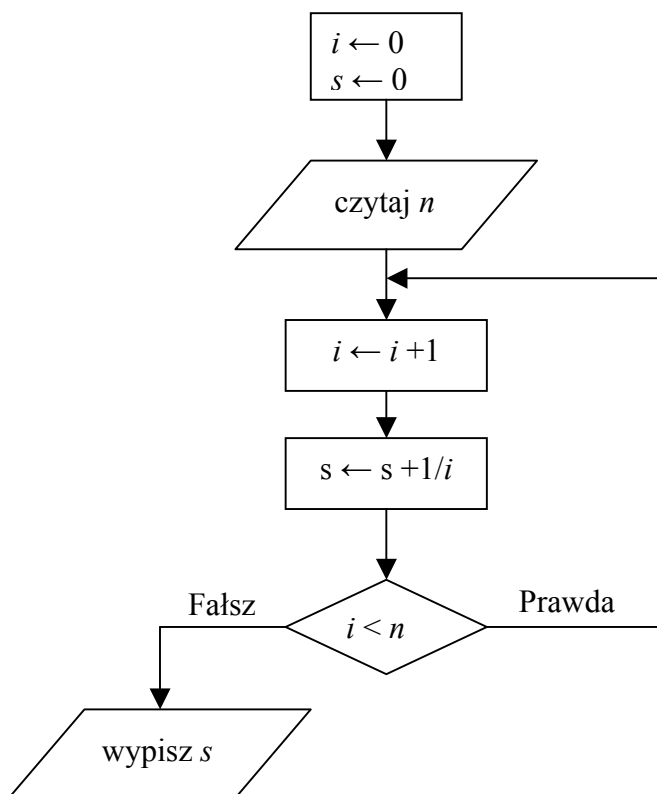 i ← 0
s ← 0
czytaj n
i ← i +1
s ← s +1/i
Fałsz
i < n
Prawda
wypisz s